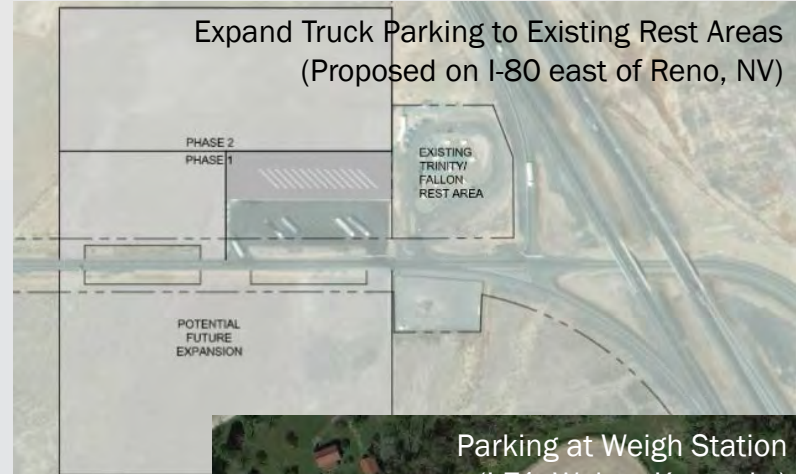 Expand Truck Parking to Existing Rest Areas
(Proposed on I-80 east of Reno, NV)
PHASE 2
PHASE 1
EXISTING
TRINITY/
FALLON
REST AREA
POTENTIAL
FUTURE
EXPANSION
Parking at Weigh Station